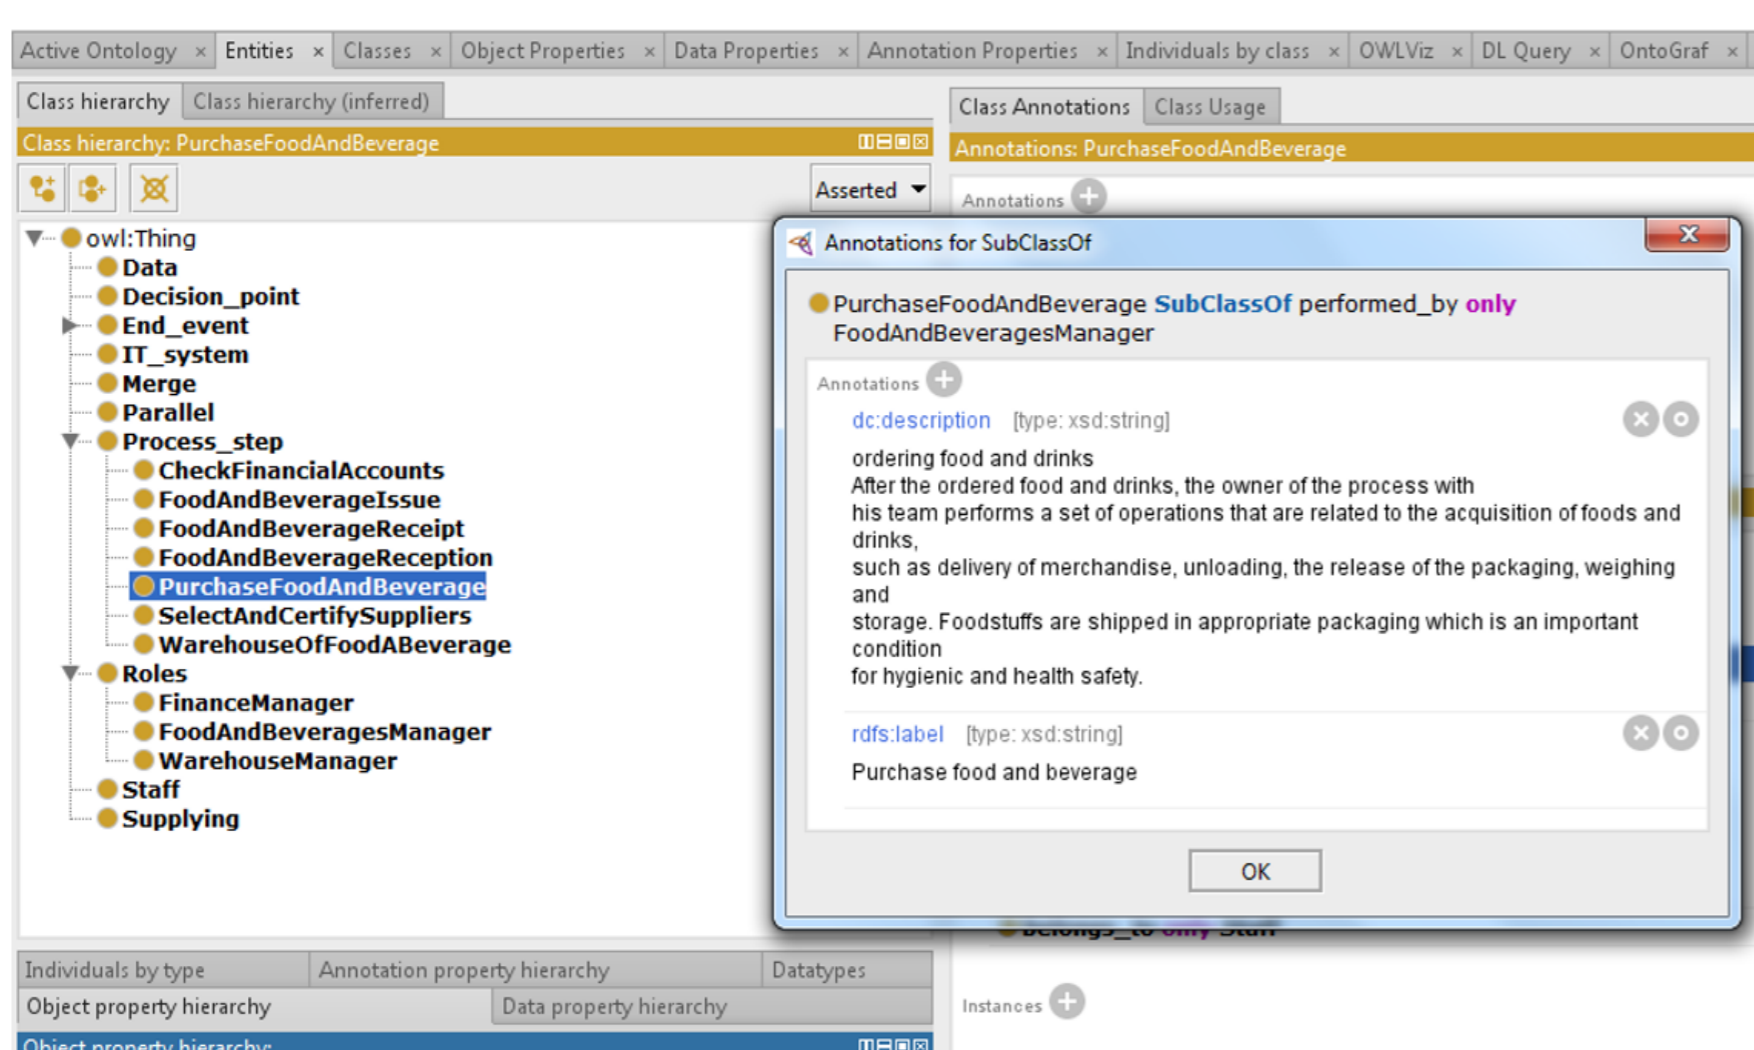 Active Ontology × Entities × Classes × Object Properties × Data Properties × Annotation Properties × Individuals by class × OWLViz × DL Query × OntoGraf ×
Class hierarchy Class hierarchy (inferred)
Class hierarchy: PurchaseFoodAndBeverage
Asserted
owl:Thing
Data
Decision_point
End_event
IT_system
Merge
Parallel
Process_step
CheckFinancialAccounts
FoodAndBeverageIssue
FoodAndBeverageReceipt
FoodAndBeverageReception
PurchaseFoodAndBeverage
SelectAndCertifySuppliers
WarehouseOfFoodABeverage
Roles
FinanceManager
FoodAndBeveragesManager
WarehouseManager
Staff
Supplying
Individuals by type Annotation property hierarchy Datatypes
Object property hierarchy Data property hierarchy
Object property hierarchy:
Class Annotations Class Usage
Annotations: PurchaseFoodAndBeverage
Annotations
Annotations for SubClassOf
PurchaseFoodAndBeverage SubClassOf performed_by only
FoodAndBeveragesManager
Annotations
dc:description [type: xsd:string]
ordering food and drinks
After the ordered food and drinks, the owner of the process with
his team performs a set of operations that are related to the acquisition of foods and
drinks,
such as delivery of merchandise, unloading, the release of the packaging, weighing
and
storage. Foodstuffs are shipped in appropriate packaging which is an important
condition
for hygienic and health safety.
rdfs:label [type: xsd:string]
Purchase food and beverage
OK
belongs_to only Staff
Instances